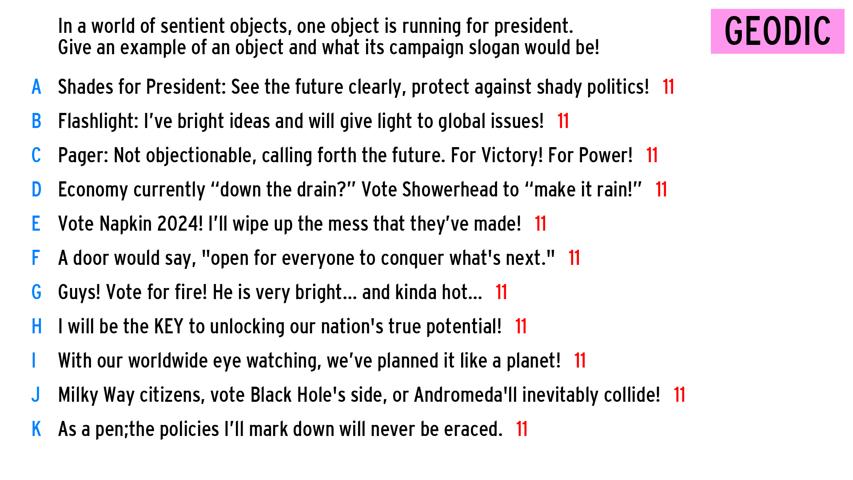 In a world of sentient objects, one object is running for president.
Give an example of an object and what its campaign slogan would be!
GEODIC
A Shades for President: See the future clearly, protect against shady politics! 11
B Flashlight: I've bright ideas and will give light to global issues! 11
C Pager: Not objectionable, calling forth the future. For Victory! For Power! 11
D Economy currently “down the drain?” Vote Showerhead to “make it rain!” 11
E Vote Napkin 2024! I'll wipe up the mess that they've made! 11
F A door would say, "open for everyone to conquer what's next." 11
G Guys! Vote for fire! He is very bright... and kinda hot... 11
H I will be the KEY to unlocking our nation's true potential! 11
I With our worldwide eye watching, we've planned it like a planet! 11
J Milky Way citizens, vote Black Hole's side, or Andromeda'll inevitably collide! 11
K As a pen;the policies I'll mark down will never be eraced. 11